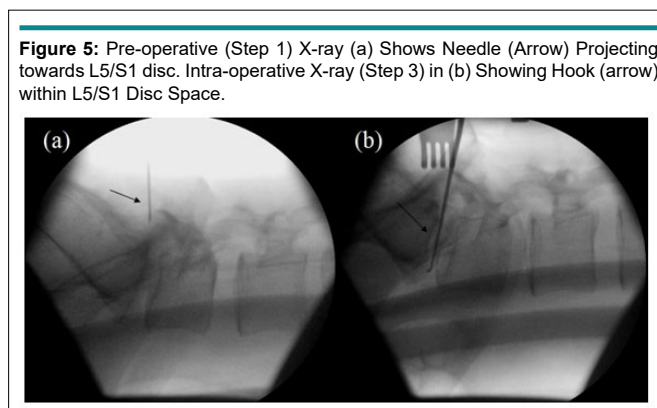 Figure 5: Pre-operative (Step 1) X-ray (a) Shows Needle (Arrow) Projecting
towards L5/S1 disc. Intra-operative X-ray (Step 3) in (b) Showing Hook (arrow)
within L5/S1 Disc Space.
(a) (b)